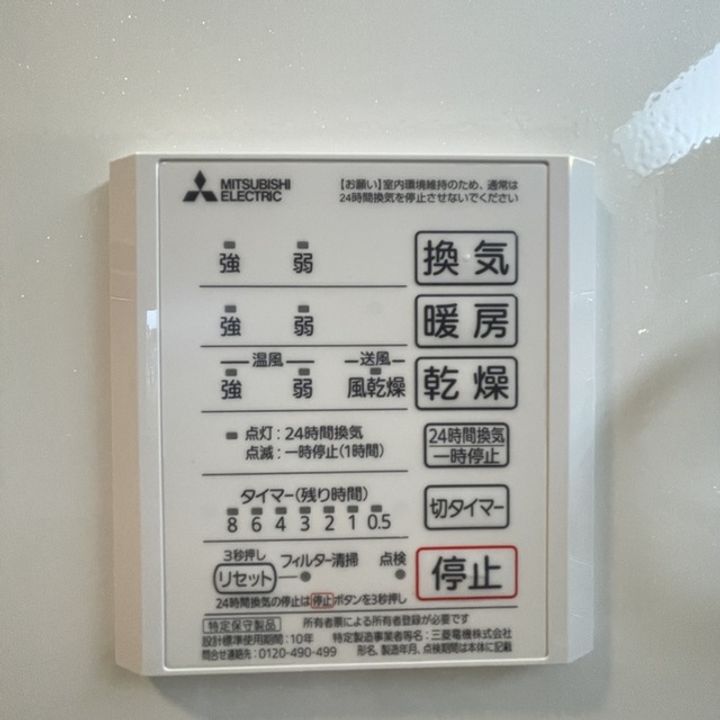 MITSUBISHI
ELECTRIC
【お願い】室内環境維持のため、通常は
24時間換気を停止させないでください
強 弱 換気
強 弱 暖房
温風 送風
強 弱 風乾燥 乾燥
点灯：24時間換気
点滅：一時停止(1時間)
24時間換気
一時停止
タイマー(残り時間)
8 6 4 3 2 1 0.5
切タイマー
3秒押し
リセット フィルター清掃 点検
停止
24時間換気の停止は停止ボタンを3秒押し
特定保守製品 所有者票による所有者登録が必要です
設計標準使用期間：10年 特定製造事業者等名：三菱電機株式会社
問合せ連絡先：0120-490-499 形名、製造年月、点検期間は本体に記載